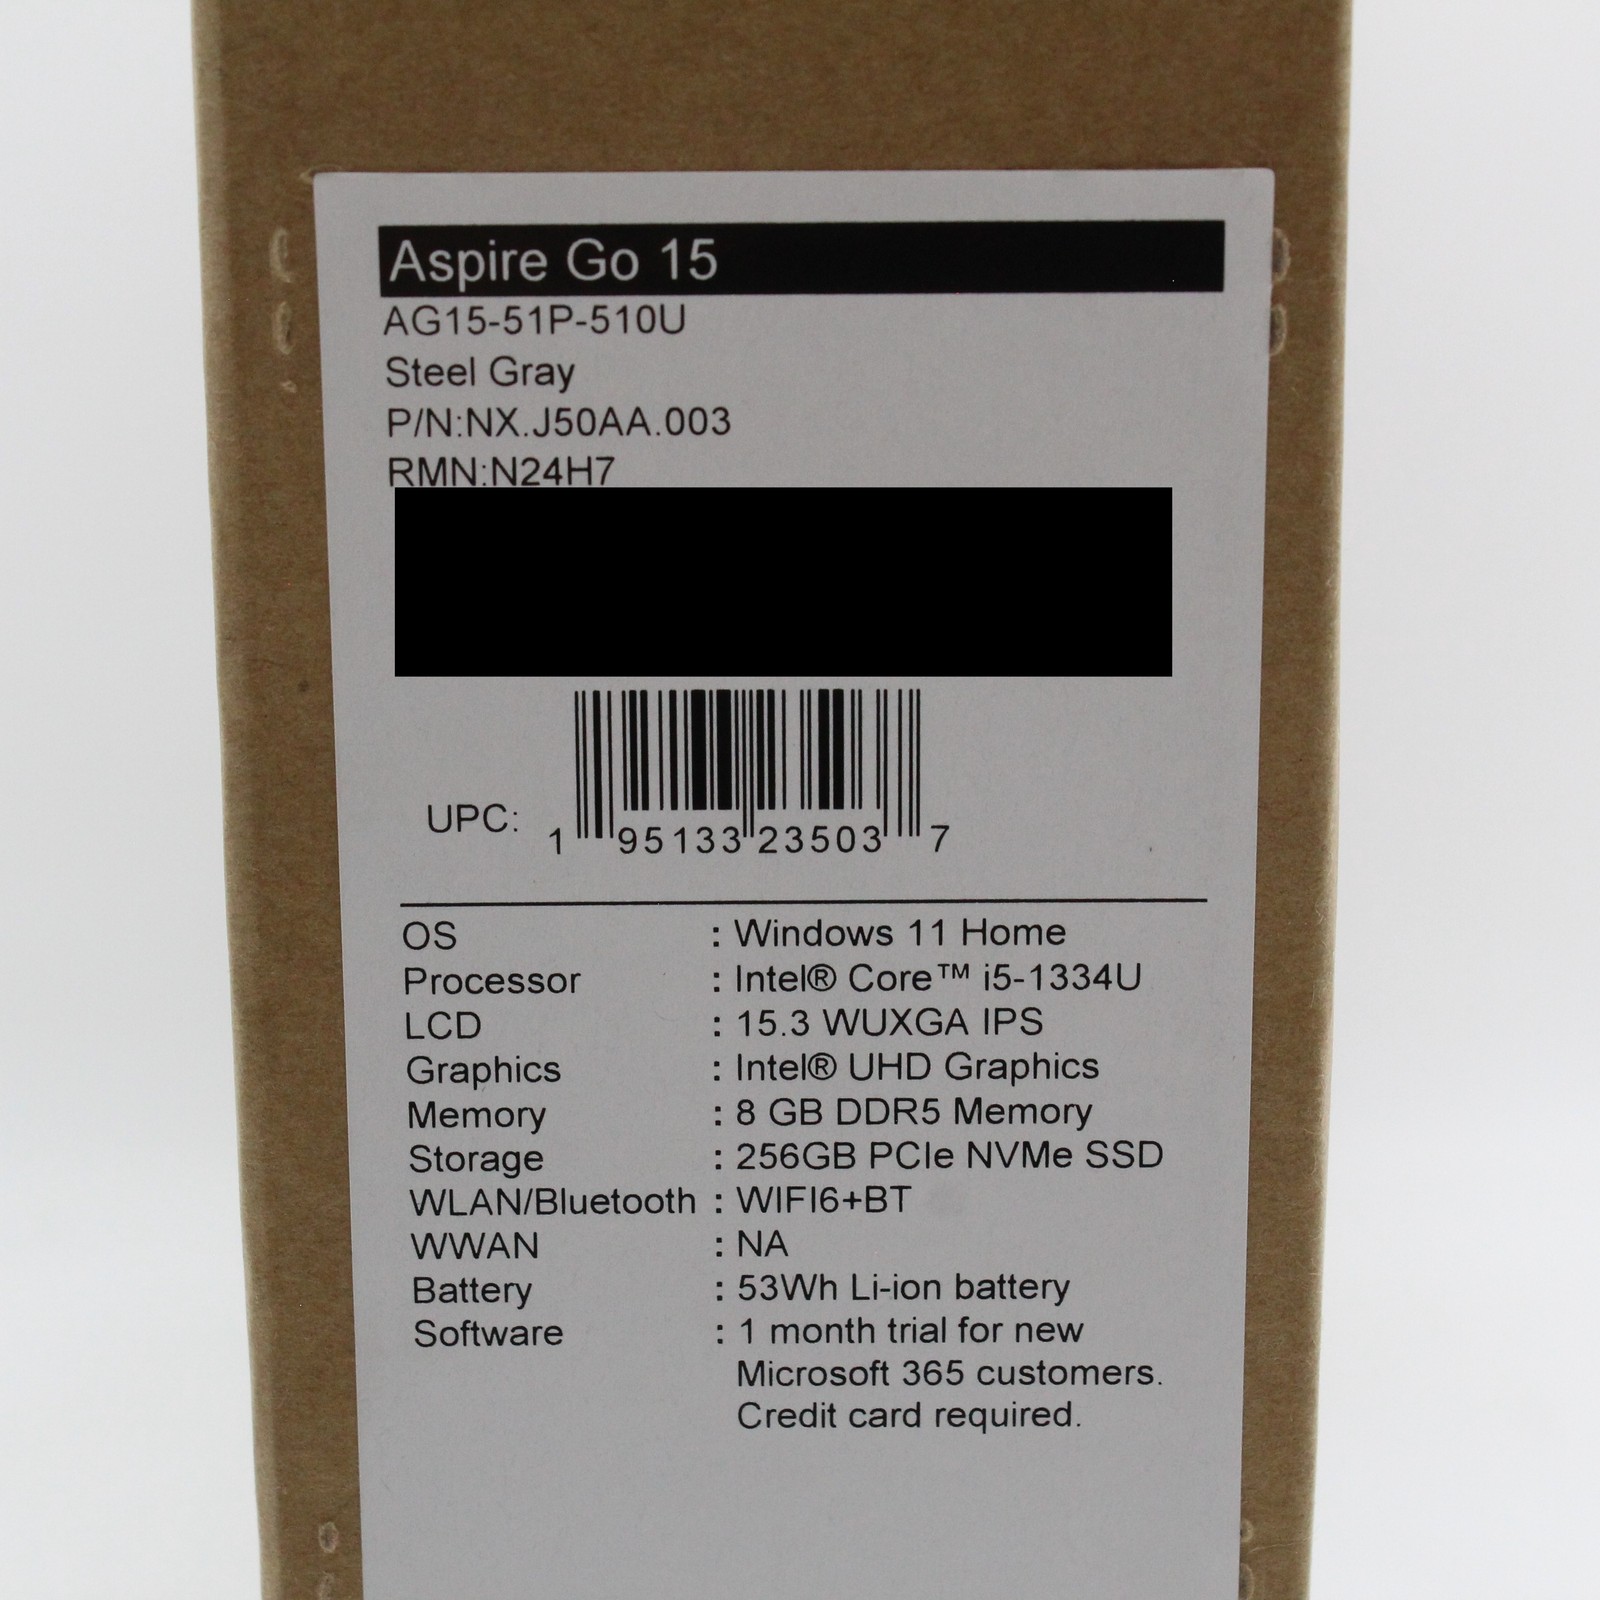 Aspire Go 15
AG15-51P-510U
Steel Gray
P/N:NX.J50AA.003
RMN:N24H7
UPC: 1 95133 23503 7
OS : Windows 11 Home
Processor : Intel® Core™ i5-1334U
LCD : 15.3 WUXGA IPS
Graphics : Intel® UHD Graphics
Memory : 8 GB DDR5 Memory
Storage : 256GB PCIe NVMe SSD
WLAN/Bluetooth : WIFI6+BT
WWAN : NA
Battery : 53Wh Li-ion battery
Software : 1 month trial for new
Microsoft 365 customers.
Credit card required.